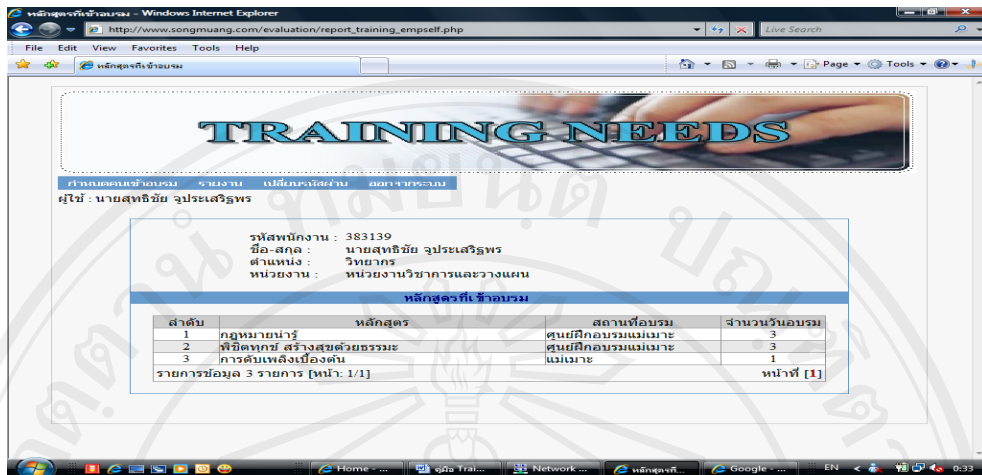 หลักสูตรที่เข้าอบรม - Windows Internet Explorer
http://www.songmuang.com/evaluation/report_training_empself.php
Live Search
File Edit View Favorites Tools Help
หลักสูตรที่เข้าอบรม
Page Tools
TRAINING NEEDS
กำหนดคนเข้าอบรม รายงาน เปลี่ยนรหัสผ่าน ออกจากระบบ
ผู้ใช้ : นายสุทธิชัย จูประเสริฐพร
รหัสพนักงาน : 383139
ชื่อ-สกุล : นายสุทธิชัย จูประเสริฐพร
ตำแหน่ง : วิทยากร
หน่วยงาน : หน่วยงานวิชาการและวางแผน
หลักสูตรที่เข้าอบรม
ลำดับ หลักสูตร สถานที่อบรม จำนวนวันอบรม
1 กฎหมายน่ารู้ ศูนย์ฝึกอบรมแม่เมาะ 3
2 พิชิตทุกข์ สร้างสุขด้วยธรรมะ ศูนย์ฝึกอบรมแม่เมาะ 3
3 การดับเพลิงเบื้องต้น แม่เมาะ 1
รายการข้อมูล 3 รายการ [หน้า: 1/1] หน้าที่ [1]
Home - ... คู่มือ Trai... Network ... หลักสูตรที่... Google - ... EN 0:33